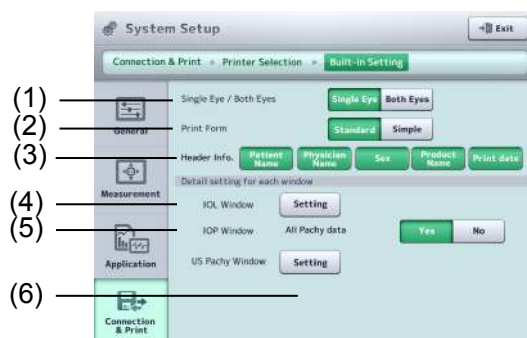 System Setup
Exit
Connection & Print
Printer Selection
Built-in Setting
(1)
Single Eye / Both Eyes
Single Eye
Both Eyes
(2)
General
Print Form
Standard
Simple
(3)
Header Info.
Patient Name
Physician Name
Sex
Product Name
Print date
Detail setting for each window
Measurement
(4)
IOL Window
Setting
(5)
IOP Window
All Pachy data
Yes
No
Application
US Pachy Window
Setting
(6)
Connection
& Print